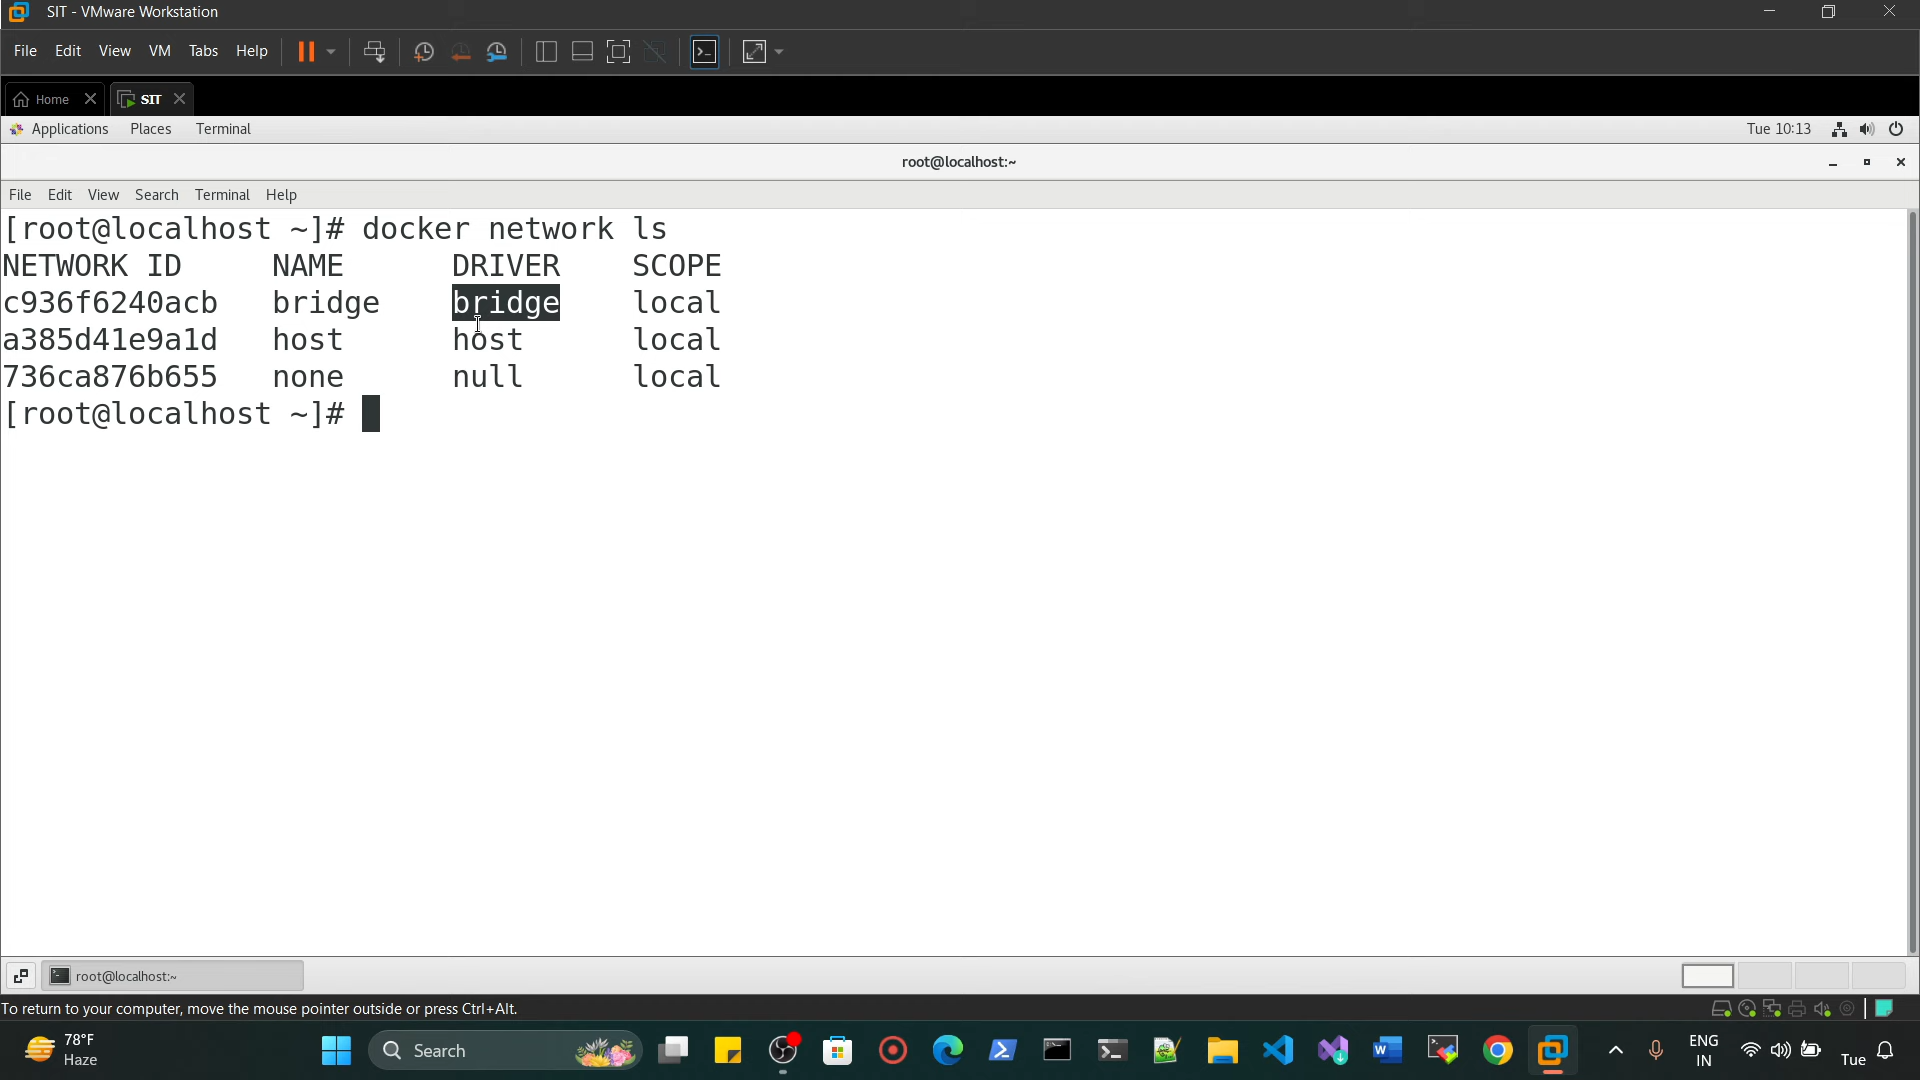 SIT - VMware Workstation
File Edit View VM Tabs Help
Home SIT
Applications Places Terminal Tue 10:13
root@localhost:~
File Edit View Search Terminal Help
[root@localhost ~]# docker network ls
NETWORK ID NAME DRIVER SCOPE
c936f6240acb bridge bridge local
a385d41e9a1d host host local
736ca876b655 none null local
[root@localhost ~]#
root@localhost:~
To return to your computer, move the mouse pointer outside or press Ctrl+Alt.
78°F
Haze
Search
ENG
IN
Tue